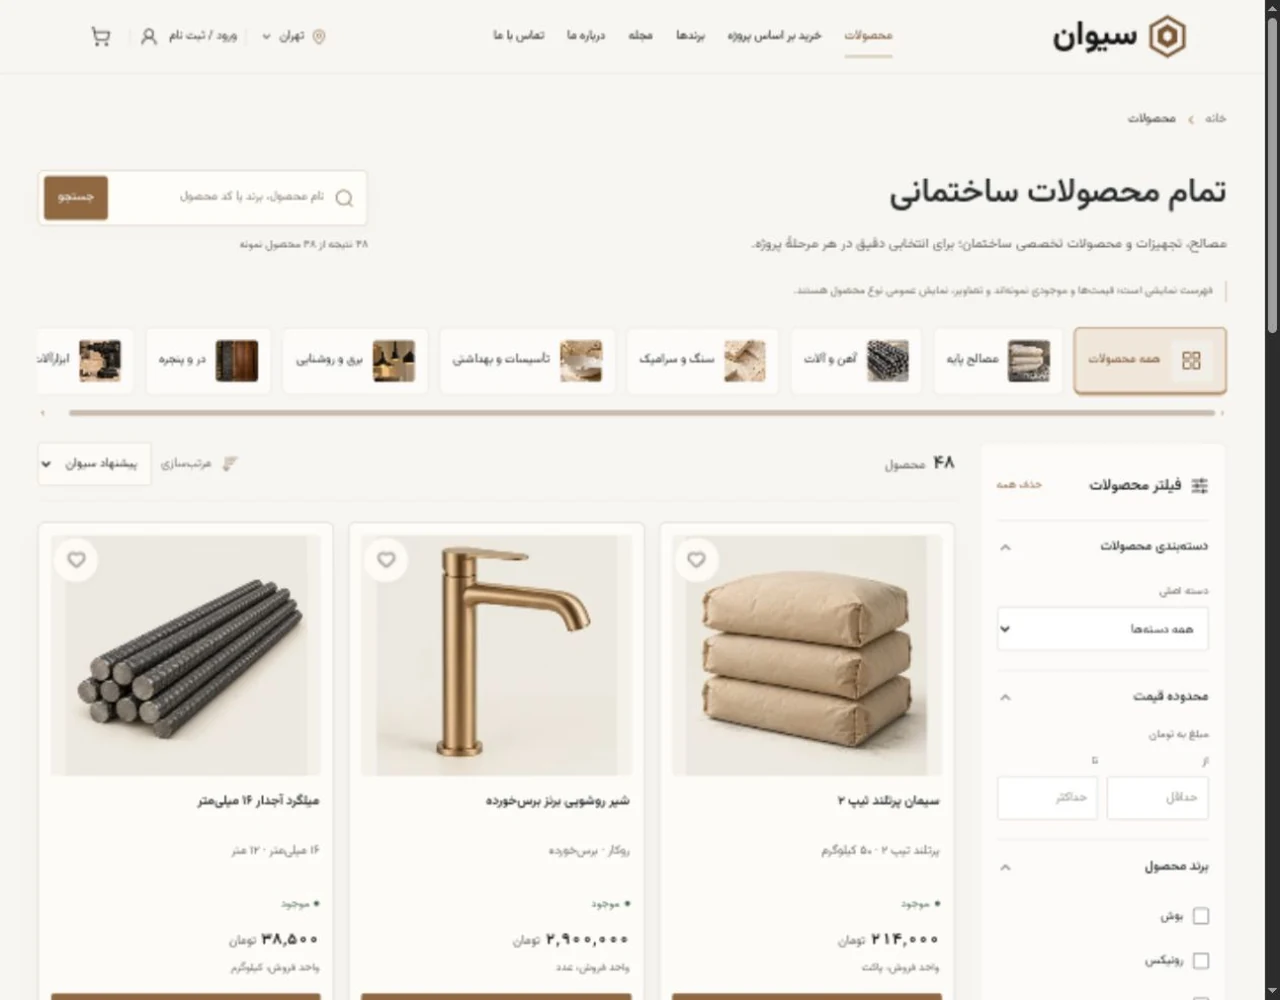 سیوان
محصولات
خرید بر اساس پروژه
برندها
مجله
درباره ما
تماس با ما
تهران
ورود / ثبت نام
خانه › محصولات
تمام محصولات ساختمانی
مصالح، تجهیزات و محصولات تخصصی ساختمان؛ برای انتخابی دقیق در هر مرحلهٔ پروژه.
فهرست نمایشی است؛ قیمت‌ها و موجودی نمونه‌اند و تصاویر، نمایش عمومی نوع محصول هستند.
نام محصول، برند یا کد محصول
جستجو
۴۸ نتیجه از ۴۸ محصول نمونه
همه محصولات
مصالح پایه
آهن و آلات
سنگ و سرامیک
تأسیسات و بهداشتی
برق و روشنایی
در و پنجره
ابزارآلات
فیلتر محصولات
حذف همه
دسته‌بندی محصولات
دسته اصلی
همه دسته‌ها
محدوده قیمت
مبلغ به تومان
از
تا
حداقل
حداکثر
برند محصول
بوش
رونیکس
۴۸ محصول
مرتب‌سازی
پیشنهاد سیوان
سیمان پرتلند تیپ ۲
پرتلند تیپ ۲ · ۵۰ کیلوگرم
موجود
۲۱۴,۰۰۰ تومان
واحد فروش: پاکت
شیر روشویی برنز برس‌خورده
روکار · برس‌خورده
موجود
۲,۹۰۰,۰۰۰ تومان
واحد فروش: عدد
میلگرد آجدار ۱۶ میلی‌متر
۱۶ میلی‌متر · ۱۲ متر
موجود
۳۸,۵۰۰ تومان
واحد فروش: کیلوگرم